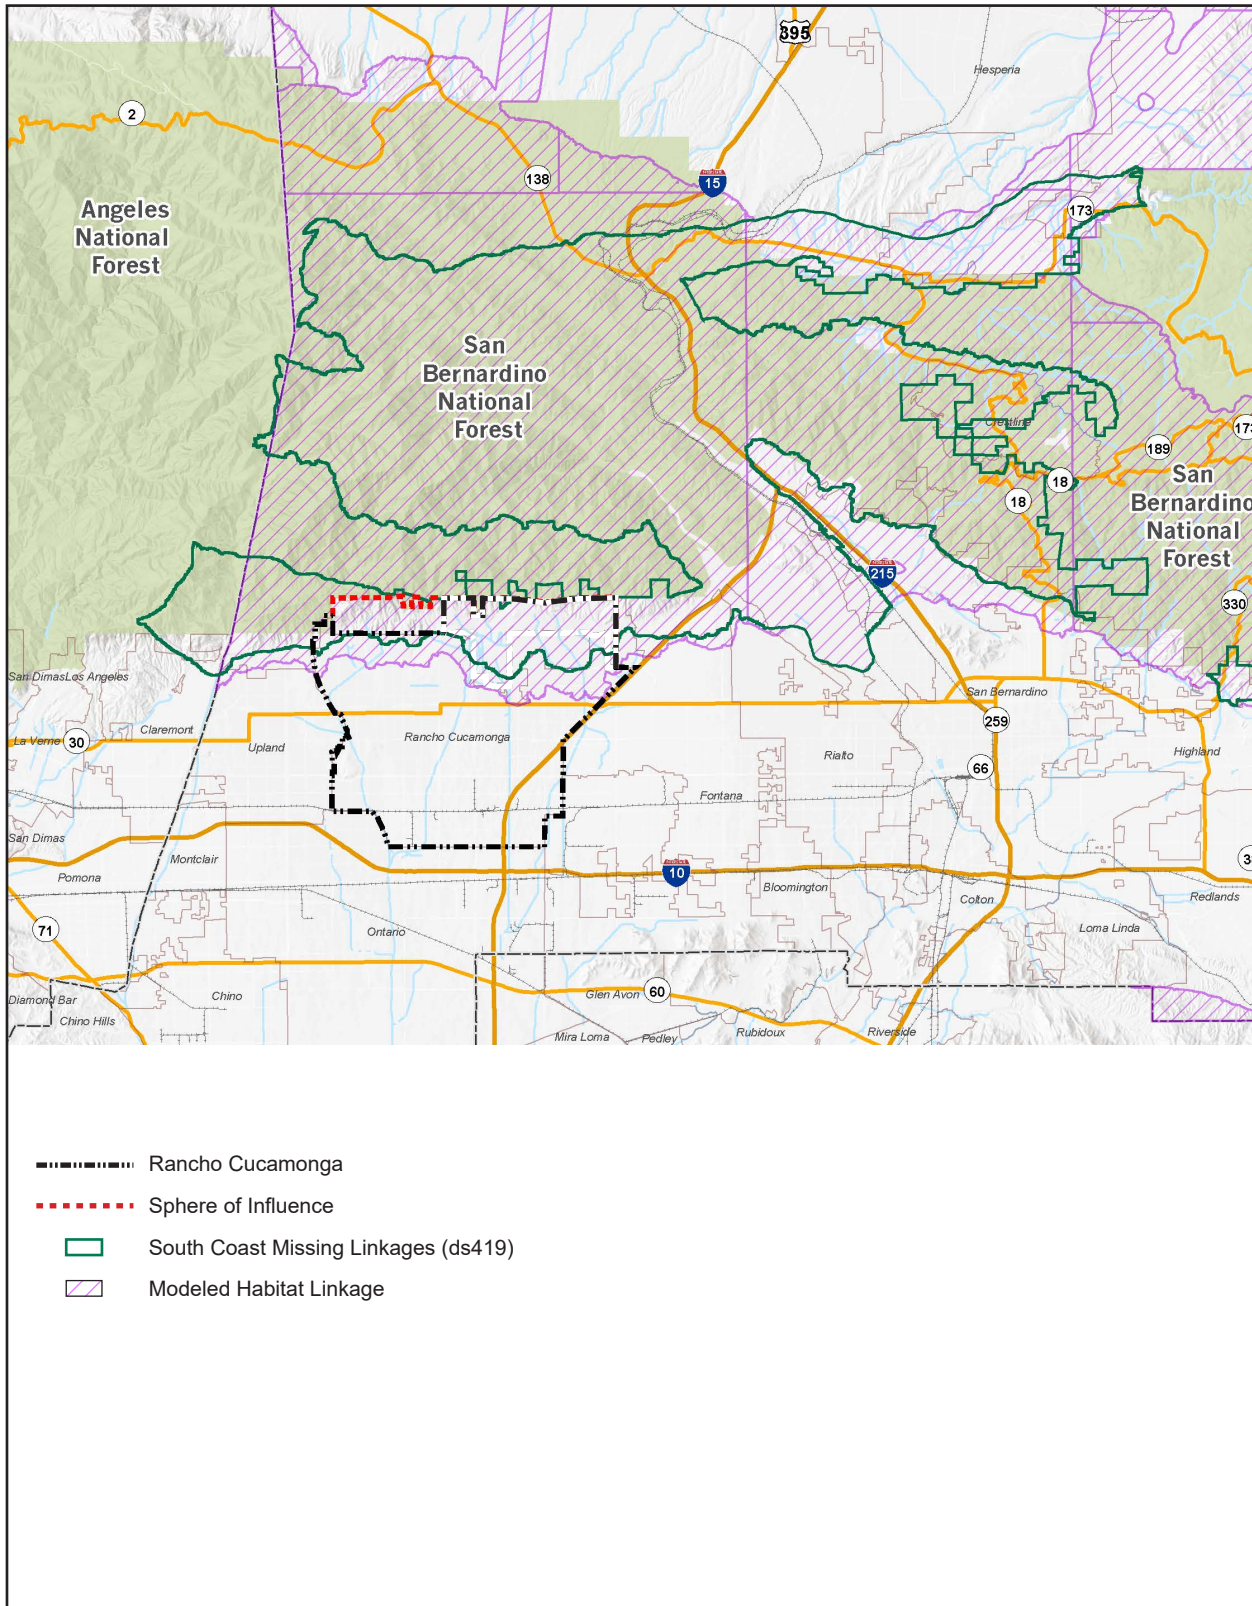 395
Hesperia
2
138
15
173
Angeles
National
Forest
San
Bernardino
National
Forest
Crestline
173
189
18
18
San
Bernardino
National
Forest
215
330
San Dimas
Los Angeles
San Bernardino
259
Claremont
La Verne
30
Upland
Rancho Cucamonga
Rialto
Highland
66
Fontana
San Dimas
Montclair
Pomona
10
Bloomington
Colton
Redlands
71
Ontario
Loma Linda
Diamond Bar
Chino
Chino Hills
Glen Avon
60
Mira Loma
Pedley
Rubidoux
Riverside
Rancho Cucamonga
Sphere of Influence
South Coast Missing Linkages (ds419)
Modeled Habitat Linkage